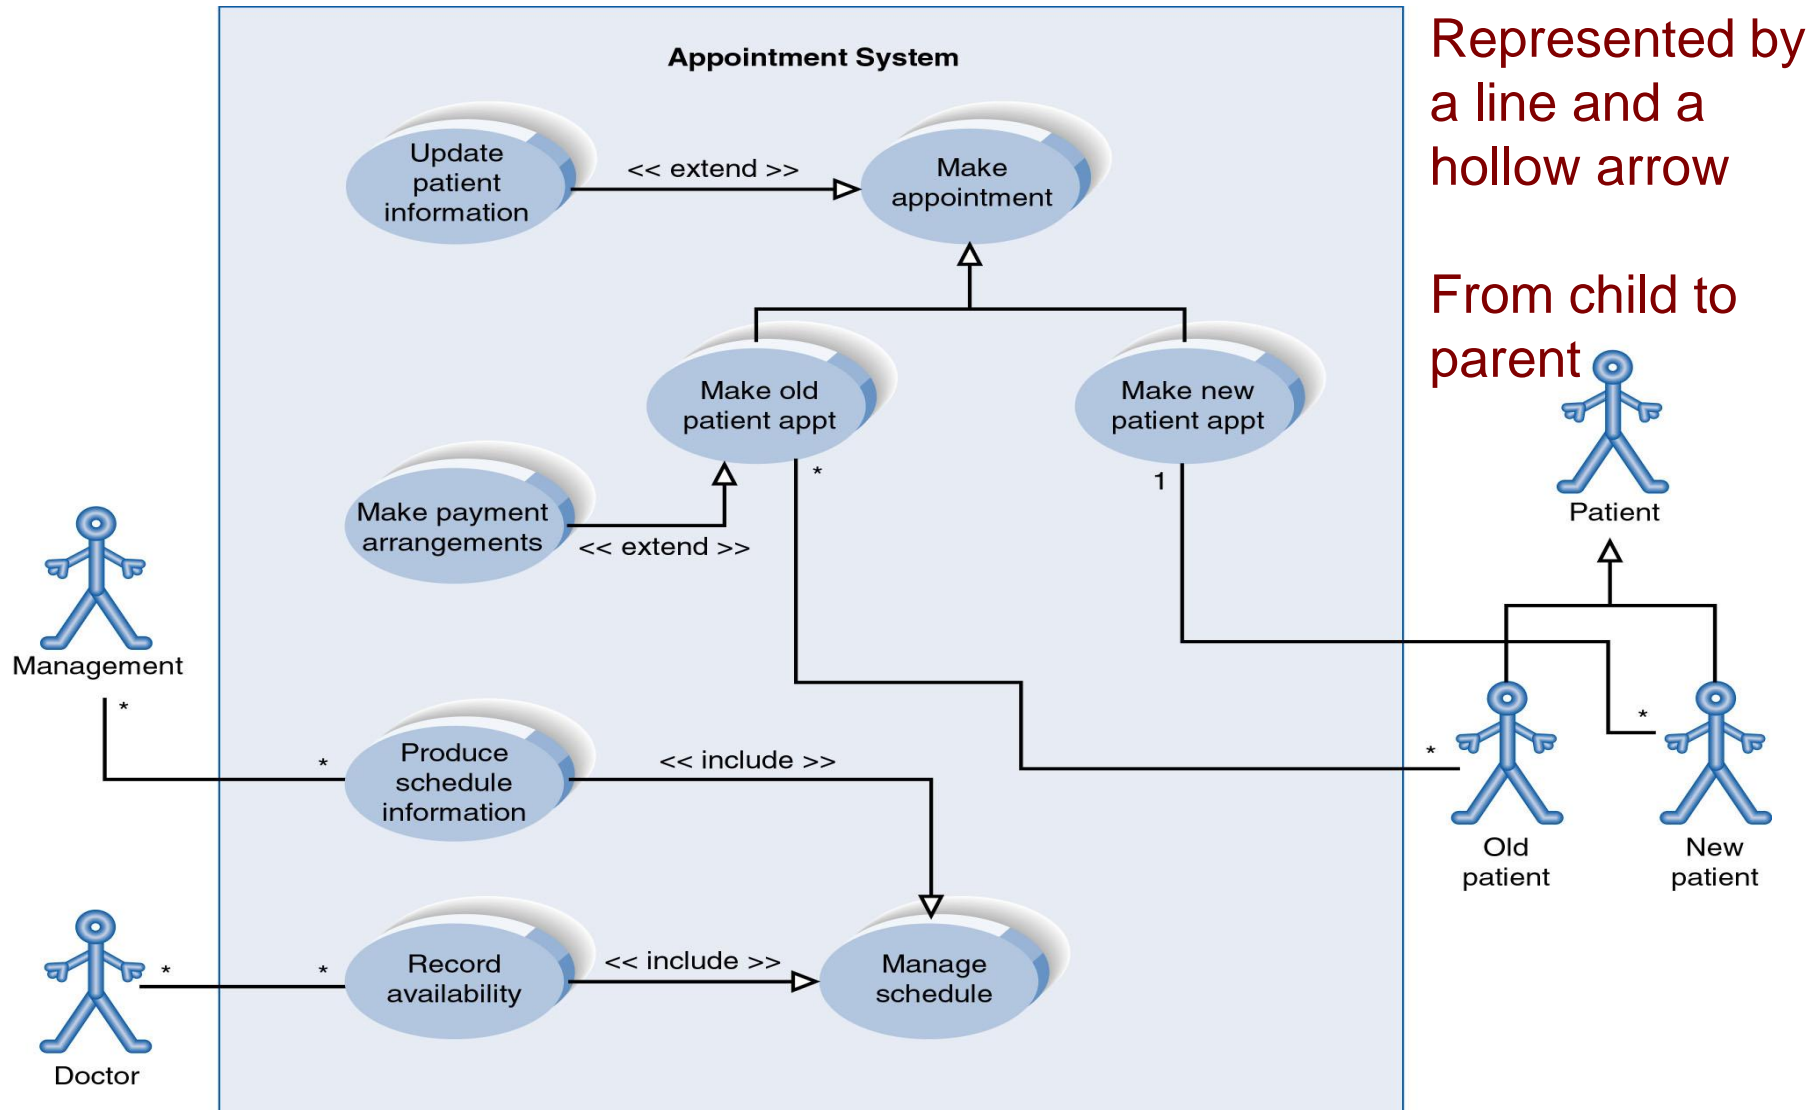 Represented by
a line and a
hollow arrow
From child to
parent
Appointment System
Update
patient
information
<< extend >>
Make
appointment
Make old
patient appt
*
Make new
patient appt
1
Make payment
arrangements
<< extend >>
Patient
Management
*
*
Produce
schedule
information
<< include >>
*
*
Old
patient
New
patient
Doctor
*
*
Record
availability
<< include >>
Manage
schedule